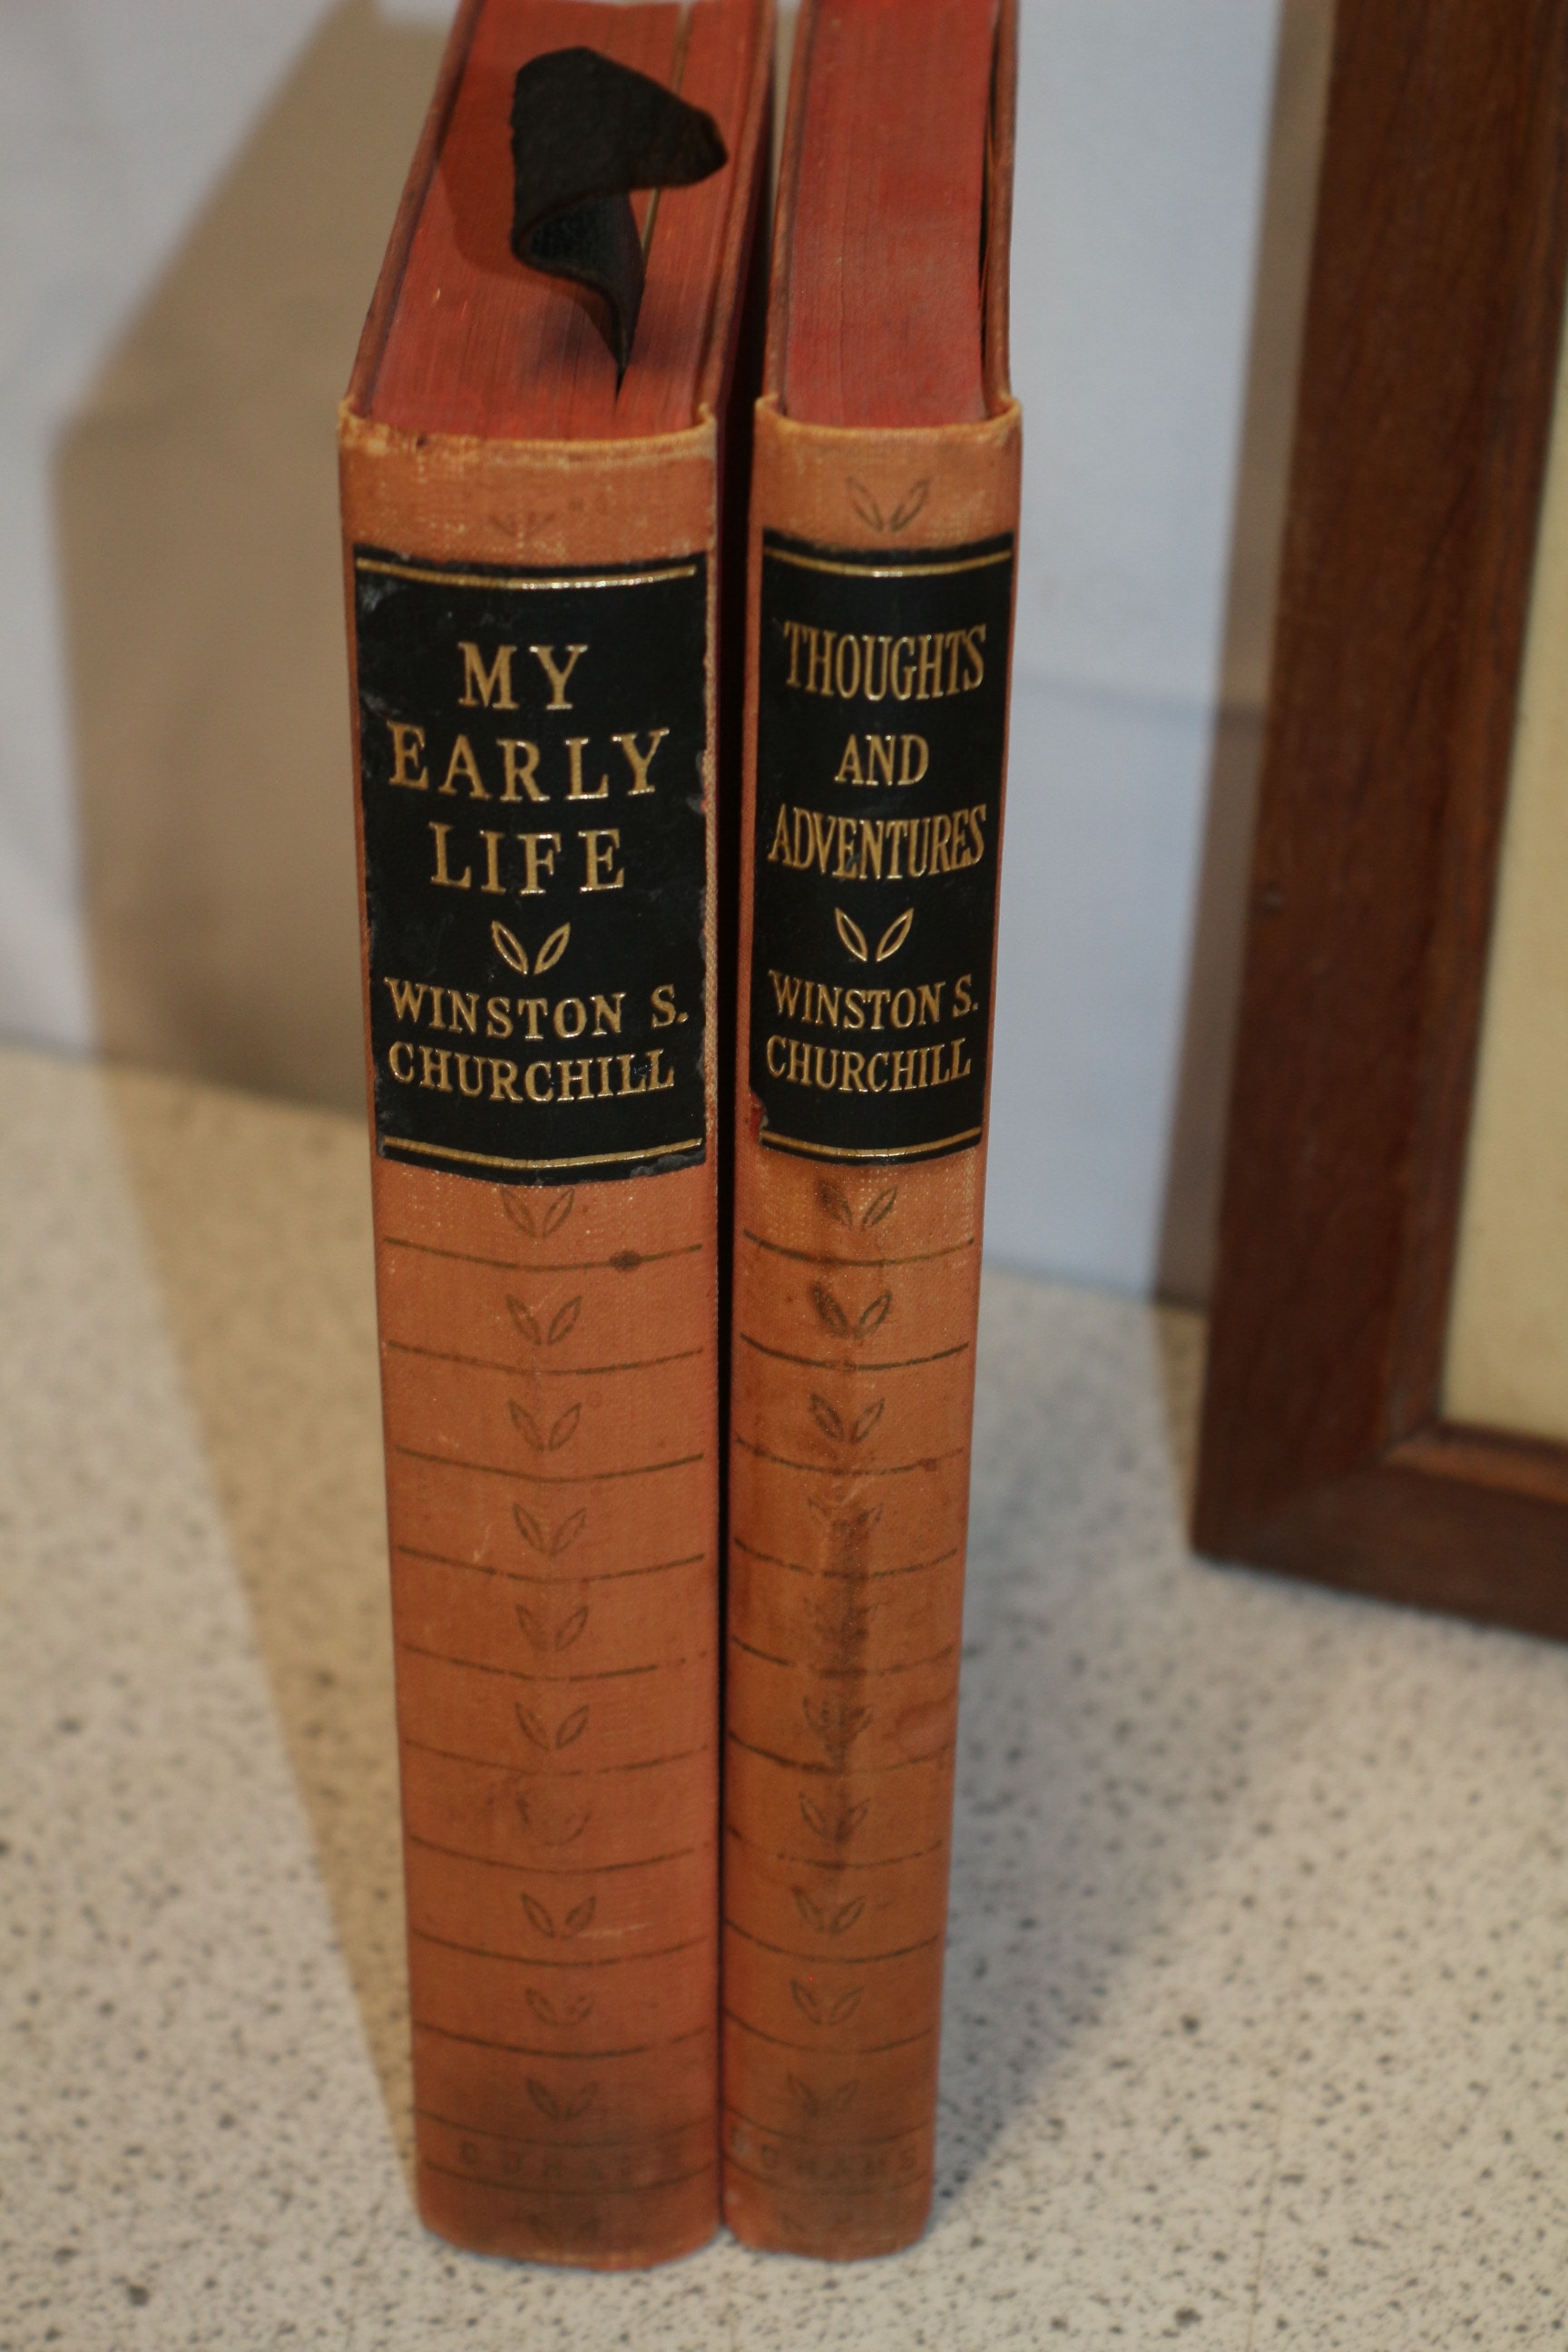 MY
EARLY
LIFE
WINSTON S.
CHURCHILL
THOUGHTS
AND
ADVENTURES
WINSTON S.
CHURCHILL